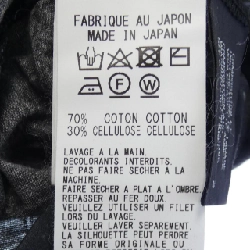 FABRIQUE AU JAPON
MADE IN JAPAN
P
F
W
70% COTON COTTON
30% CELLULOSE CELLULOSE
LAVAGE A LA MAIN.
DECOLORANTS INTERDITS.
NE PAS FAIRE SECHER A LA
MACHINE.
FAIRE SECHER A PLAT A L'OMBRE.
REPASSER AU FER DOUX.
VEUILLEZ UTILISER UN FILET
LORS DU LAVAGE.
VEUILLEZ LAVER SEPAREMENT.
LA SILHOUETTE PEUT PERDRE
SA FORME ORIGINALE OU